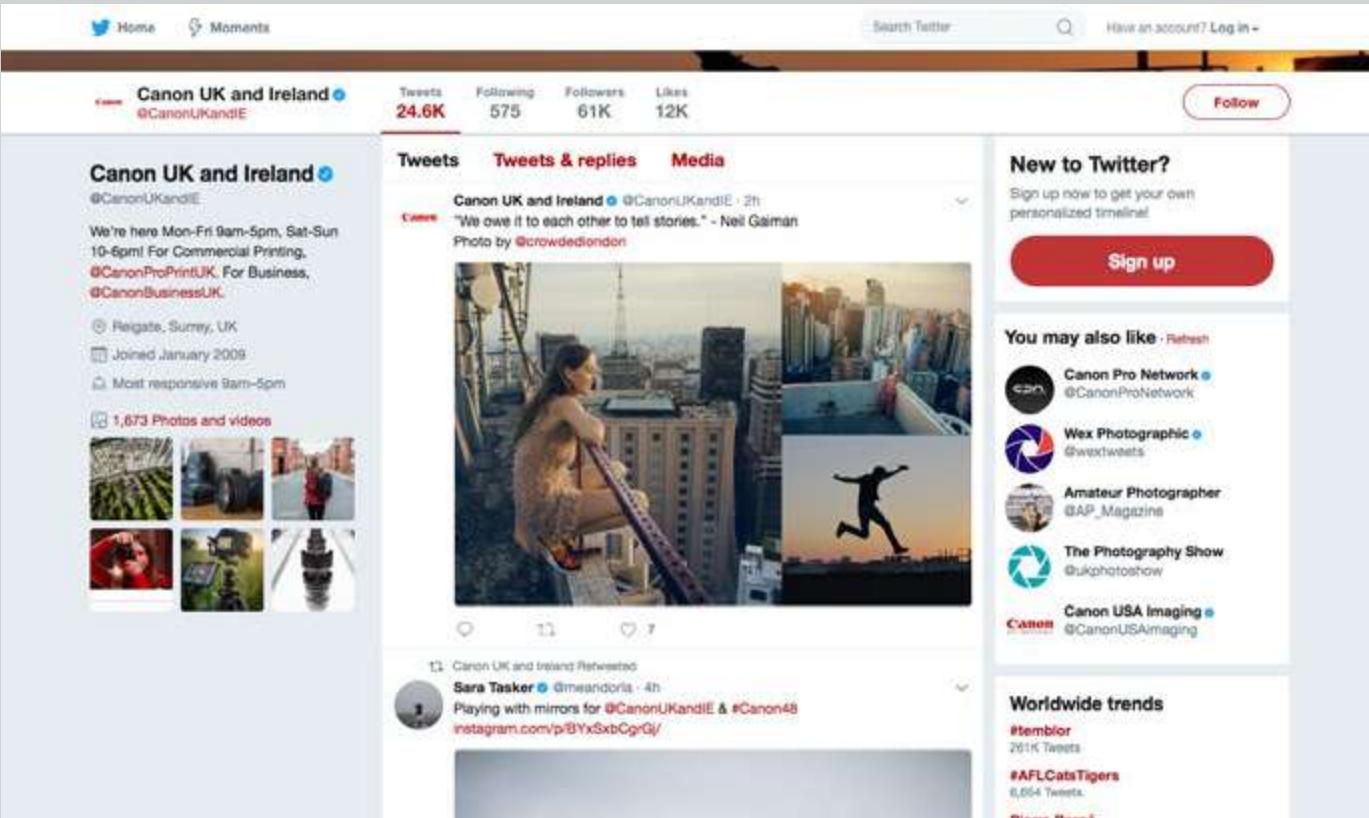 Home
Moments
Search Twitter
Have an account? Log in
Canon
Canon UK and Ireland
@CanonUKandIE
Tweets
24.6K
Following
575
Followers
61K
Likes
12K
Follow
Canon UK and Ireland
@CanonUKandIE
We're here Mon-Fri 9am-5pm, Sat-Sun
10-6pm! For Commercial Printing,
@CanonProPrintUK. For Business,
@CanonBusinessUK.
Reigate, Surrey, UK
Joined January 2009
Most responsive 9am–5pm
1,673 Photos and videos
Tweets
Tweets & replies
Media
Canon UK and Ireland @CanonUKandIE · 2h
Canon
"We owe it to each other to tell stories." - Neil Gaiman
Photo by @crowdedlondon
7
Canon UK and Ireland Retweeted
Sara Tasker @meandorla · 4h
Playing with mirrors for @CanonUKandIE & #Canon48
instagram.com/p/BYxSxbCgrGj/
New to Twitter?
Sign up now to get your own
personalized timeline!
Sign up
You may also like · Refresh
cpn
Canon Pro Network
@CanonProNetwork
Wex Photographic
@wextweets
Amateur Photographer
@AP_Magazine
The Photography Show
@ukphotoshow
Canon
Canon USA Imaging
@CanonUSAimaging
Worldwide trends
#temblor
261K Tweets
#AFLCatsTigers
6,654 Tweets